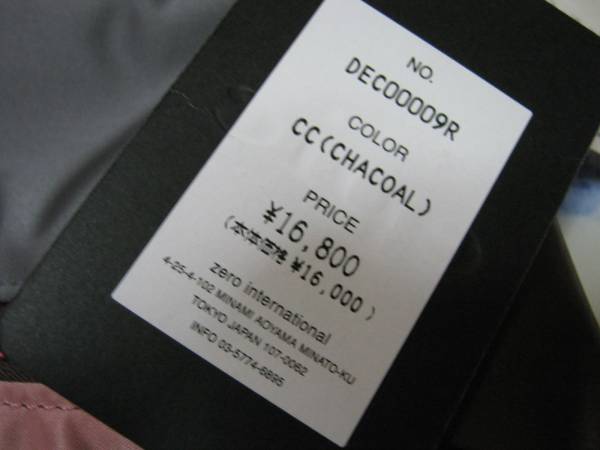 NO.
DEC00009R
COLOR
CC(CHACOAL)
PRICE
¥16,800
(本体価格 ¥16,000)
zero international
4-25-4-102 MINAMI AOYAMA MINATO-KU
TOKYO JAPAN 107-0062
INFO 03-5774-6895